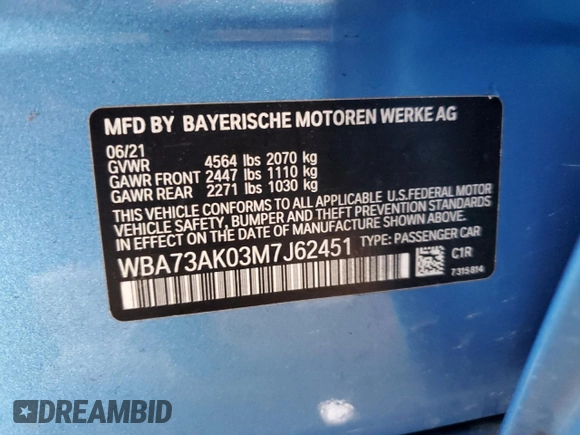 MFD BY BAYERISCHE MOTOREN WERKE AG
06/21
GVWR 4564 lbs 2070 kg
GAWR FRONT 2447 lbs 1110 kg
GAWR REAR 2271 lbs 1030 kg
THIS VEHICLE CONFORMS TO ALL APPLICABLE U.S.FEDERAL MOTOR
VEHICLE SAFETY, BUMPER AND THEFT PREVENTION STANDARDS
IN EFFECT ON THE DATE OF MANUFACTURE SHOWN ABOVE.
WBA73AK03M7J62451 TYPE: PASSENGER CAR
C1R
7315814
DREAMBID